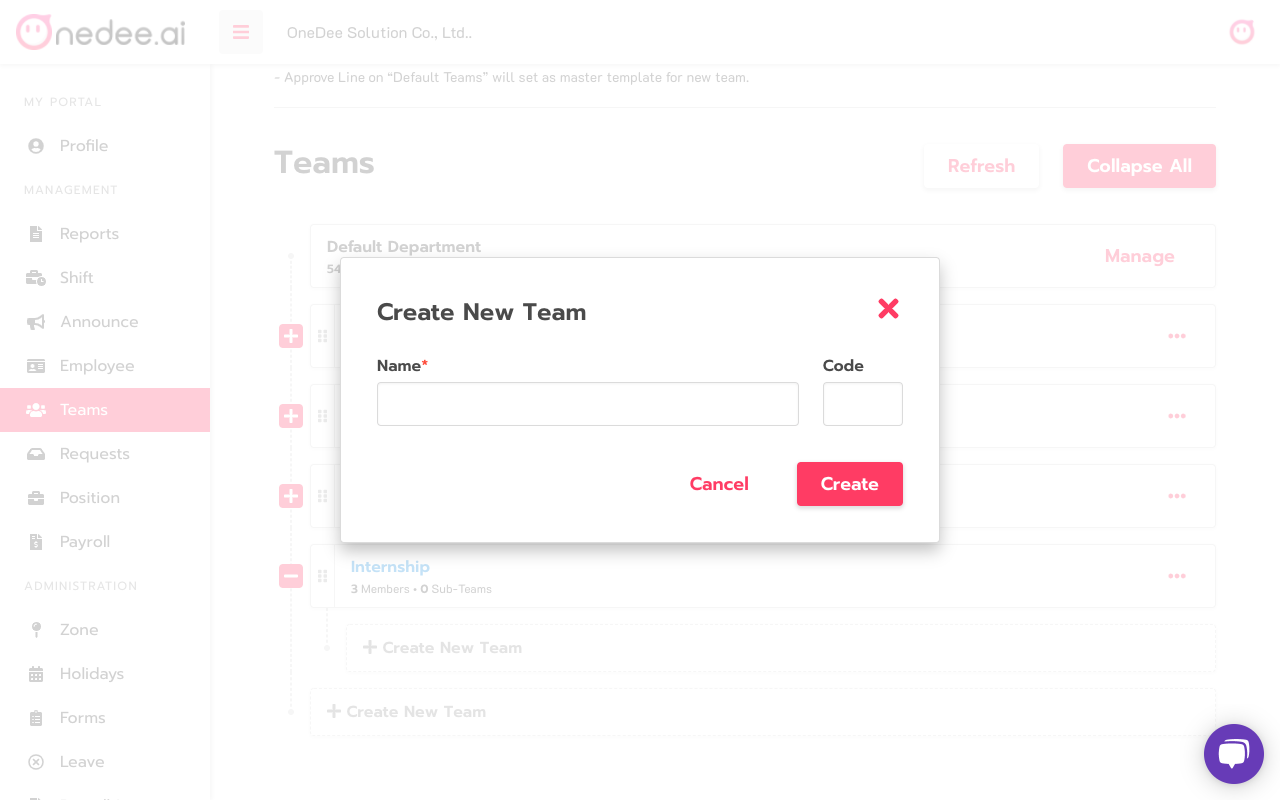 nedee.ai
OneDee Solution Co., Ltd..
- Approve Line on “Default Teams” will set as master template for new team.
MY PORTAL
Profile
MANAGEMENT
Reports
Shift
Announce
Employee
Teams
Requests
Position
Payroll
ADMINISTRATION
Zone
Holidays
Forms
Leave
Teams
Refresh
Collapse All
Default Department
54
Manage
Create New Team
Name*
Code
Cancel
Create
Internship
3 Members • 0 Sub-Teams
Create New Team
Create New Team